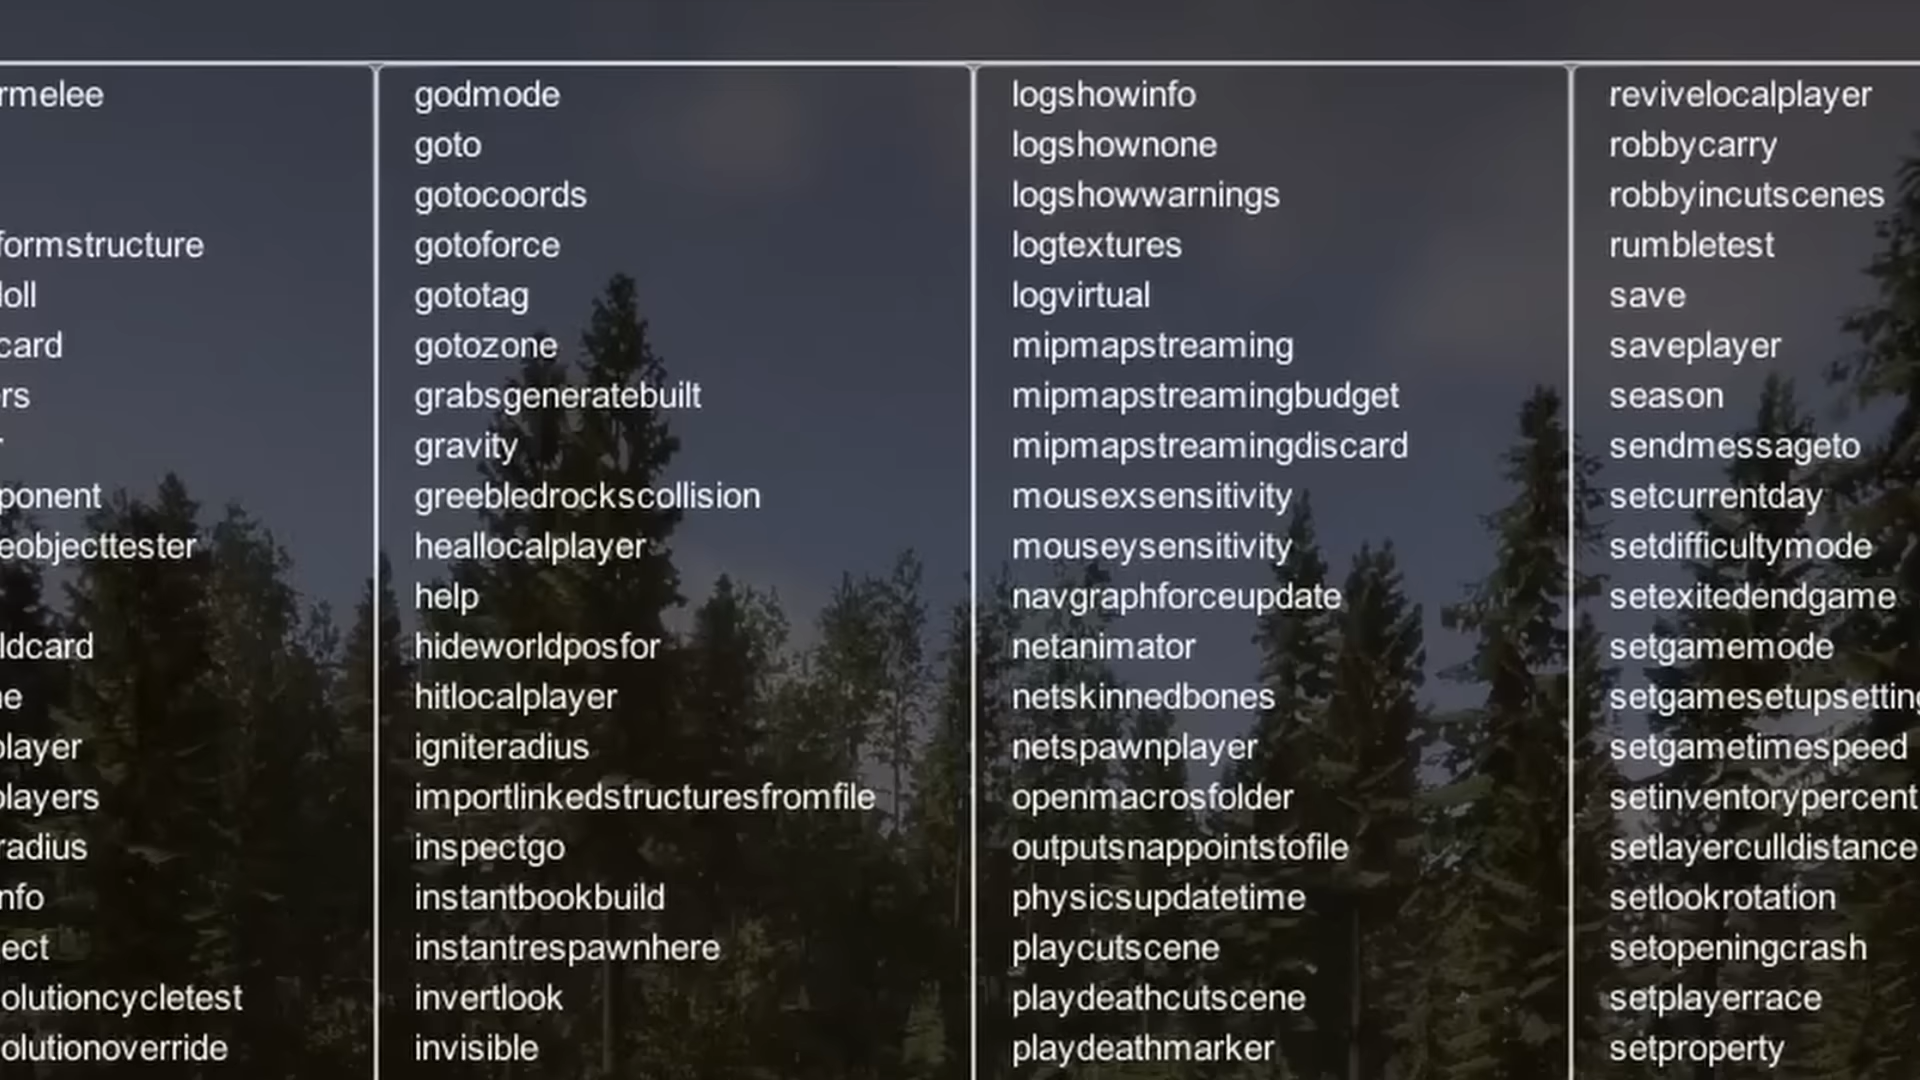 rmelee
formstructure
card
rs
ponent
eobjecttester
ldcard
ne
player
players
radius
nfo
ect
olutioncycletest
olutionoverride
godmode
goto
gotocoords
gotoforce
gototag
gotozone
grabsgeneratebuilt
gravity
greebledrockscollision
heallocalplayer
help
hideworldposfor
hitlocalplayer
igniteradius
importlinkedstructuresfromfile
inspectgo
instantbookbuild
instantrespawnhere
invertlook
invisible
logshowinfo
logshownone
logshowwarnings
logtextures
logvirtual
mipmapstreaming
mipmapstreamingbudget
mipmapstreamingdiscard
mousexsensitivity
mouseysensitivity
navgraphforceupdate
netanimator
netskinnedbones
netspawnplayer
openmacrosfolder
outputsnappointstofile
physicsupdatetime
playcutscene
playdeathcutscene
playdeathmarker
revivelocalplayer
robbycarry
robbyincutscenes
rumbletest
save
saveplayer
season
sendmessageto
setcurrentday
setdifficultymode
setexitedendgame
setgamemode
setgamesetupsetting
setgametimespeed
setinventorypercent
setlayerculldistance
setlookrotation
setopeningcrash
setplayerrace
setproperty